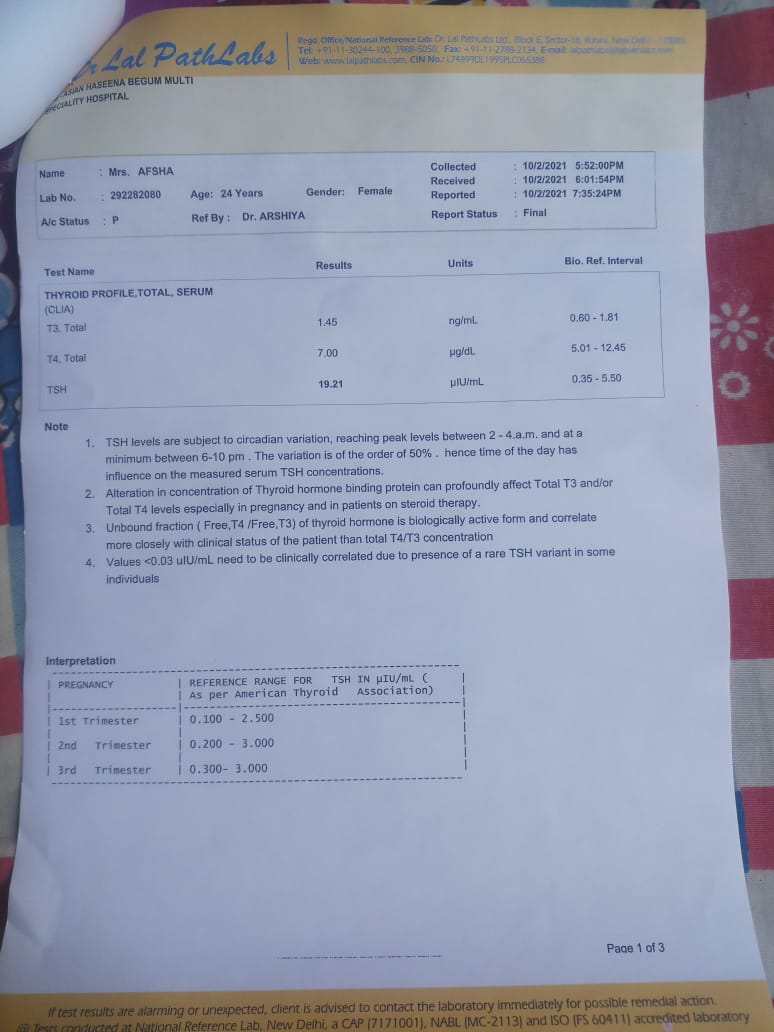 Dr Lal PathLabs
Regd. Office/National Reference Lab: Dr. Lal PathLabs Ltd., Block E, Sector-18, Rohini, New Delhi
Tel: +91-11-30244-100, 3988-5050, Fax: +91-11-2788-2134, E-mail:
Web: www.lalpathlabs.com, CIN No.: L74899DL1995PLC065388
ASIAN HASEENA BEGUM MULTI
SPECIALITY HOSPITAL
Name : Mrs. AFSHA Collected : 10/2/2021 5:52:00PM
Received : 10/2/2021 6:01:54PM
Lab No. : 292282080 Age: 24 Years Gender: Female Reported : 10/2/2021 7:35:24PM
A/c Status : P Ref By : Dr. ARSHIYA Report Status : Final
Test Name Results Units Bio. Ref. Interval
THYROID PROFILE,TOTAL, SERUM
(CLIA)
T3, Total 1.45 ng/mL 0.60 - 1.81
T4, Total 7.00 µg/dL 5.01 - 12.45
TSH 19.21 µIU/mL 0.35 - 5.50
Note
1. TSH levels are subject to circadian variation, reaching peak levels between 2 - 4.a.m. and at a
minimum between 6-10 pm . The variation is of the order of 50% . hence time of the day has
influence on the measured serum TSH concentrations.
2. Alteration in concentration of Thyroid hormone binding protein can profoundly affect Total T3 and/or
Total T4 levels especially in pregnancy and in patients on steroid therapy.
3. Unbound fraction ( Free,T4 /Free,T3) of thyroid hormone is biologically active form and correlate
more closely with clinical status of the patient than total T4/T3 concentration
4. Values <0.03 uIU/mL need to be clinically correlated due to presence of a rare TSH variant in some
individuals
Interpretation
PREGNANCY REFERENCE RANGE FOR TSH IN µIU/mL (
As per American Thyroid Association)
1st Trimester 0.100 - 2.500
2nd Trimester 0.200 - 3.000
3rd Trimester 0.300- 3.000
Page 1 of 3
If test results are alarming or unexpected, client is advised to contact the laboratory immediately for possible remedial action.
@ Tests conducted at National Reference Lab, New Delhi, a CAP (7171001), NABL (MC-2113) and ISO (FS 60411) accredited laboratory